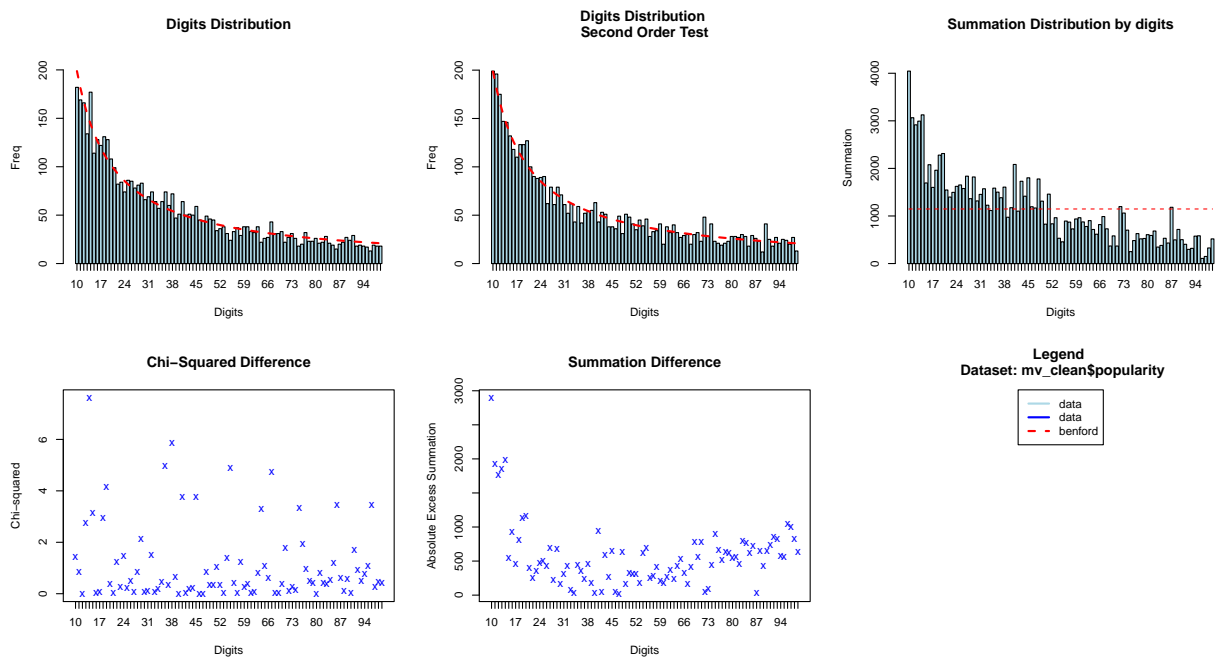 Digits Distribution
Freq
0 50 100 150 200
10 17 24 31 38 45 52 59 66 73 80 87 94
Digits
Digits Distribution
Second Order Test
Freq
0 50 100 150 200
10 17 24 31 38 45 52 59 66 73 80 87 94
Digits
Summation Distribution by digits
Summation
0 1000 2000 3000 4000
10 17 24 31 38 45 52 59 66 73 80 87 94
Digits
Chi−Squared Difference
Chi−squared
0 2 4 6
10 17 24 31 38 45 52 59 66 73 80 87 94
Digits
Summation Difference
Absolute Excess Summation
0 500 1000 2000 3000
10 17 24 31 38 45 52 59 66 73 80 87 94
Digits
Legend
Dataset: mv_clean$popularity
data
data
benford